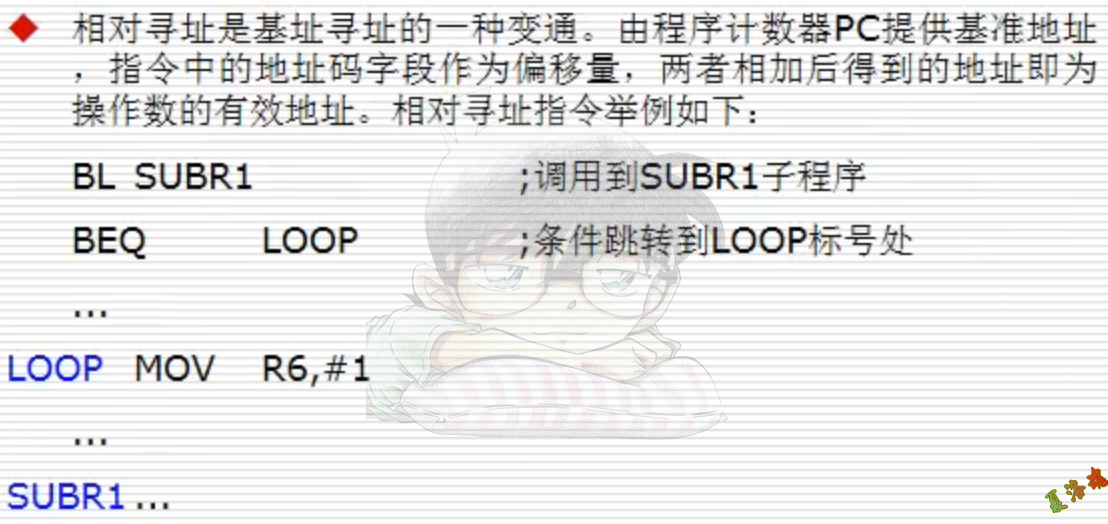 ◆ 相对寻址是基址寻址的一种变通。由程序计数器PC提供基准地址
，指令中的地址码字段作为偏移量，两者相加后得到的地址即为
操作数的有效地址。相对寻址指令举例如下：
BL SUBR1 ;调用到SUBR1子程序
BEQ LOOP ;条件跳转到LOOP标号处
...
LOOP MOV R6,#1
...
SUBR1 ...